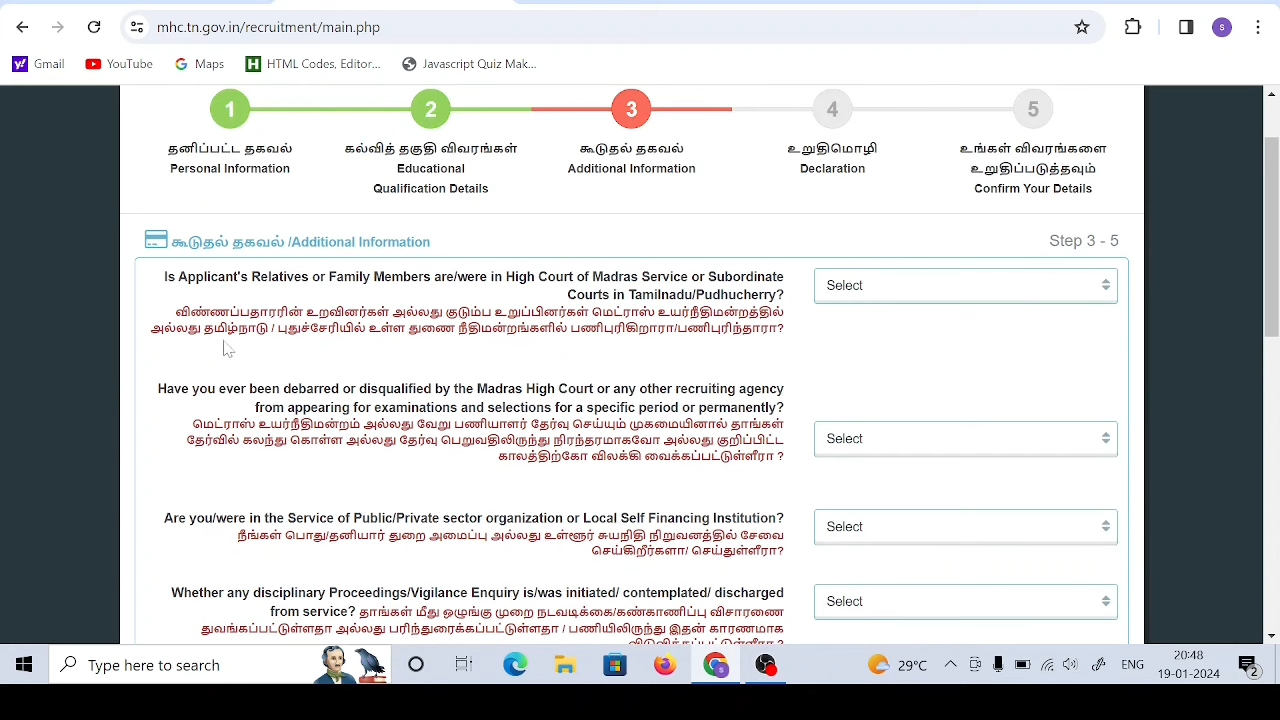 mhc.tn.gov.in/recruitment/main.php
S
Gmail
YouTube
Maps
HTML Codes, Editor...
Javascript Quiz Mak...
1
2
3
4
5
தனிப்பட்ட தகவல்
Personal Information
கல்வித் தகுதி விவரங்கள்
Educational
Qualification Details
கூடுதல் தகவல்
Additional Information
உறுதிமொழி
Declaration
உங்கள் விவரங்களை
உறுதிப்படுத்தவும்
Confirm Your Details
கூடுதல் தகவல் /Additional Information
Step 3 - 5
Is Applicant's Relatives or Family Members are/were in High Court of Madras Service or Subordinate
Courts in Tamilnadu/Pudhucherry?
விண்ணப்பதாரரின் உறவினர்கள் அல்லது குடும்ப உறுப்பினர்கள் மெட்ராஸ் உயர்நீதிமன்றத்தில்
அல்லது தமிழ்நாடு / புதுச்சேரியில் உள்ள துணை நீதிமன்றங்களில் பணிபுரிகிறாரா/பணிபுரிந்தாரா?
Select
Have you ever been debarred or disqualified by the Madras High Court or any other recruiting agency
from appearing for examinations and selections for a specific period or permanently?
மெட்ராஸ் உயர்நீதிமன்றம் அல்லது வேறு பணியாளர் தேர்வு செய்யும் முகமையினால் தாங்கள்
தேர்வில் கலந்து கொள்ள அல்லது தேர்வு பெறுவதிலிருந்து நிரந்தரமாகவோ அல்லது குறிப்பிட்ட
காலத்திற்கோ விலக்கி வைக்கப்பட்டுள்ளீரா ?
Select
Are you/were in the Service of Public/Private sector organization or Local Self Financing Institution?
நீங்கள் பொது/தனியார் துறை அமைப்பு அல்லது உள்ளூர் சுயநிதி நிறுவனத்தில் சேவை
செய்கிறீர்களா/ செய்துள்ளீரா?
Select
Whether any disciplinary Proceedings/Vigilance Enquiry is/was initiated/ contemplated/ discharged
from service? தாங்கள் மீது ஒழுங்கு முறை நடவடிக்கை/கண்காணிப்பு விசாரணை
துவங்கப்பட்டுள்ளதா அல்லது பரிந்துரைக்கப்பட்டுள்ளதா / பணியிலிருந்து இதன் காரணமாக
Select
Type here to search
29°C
ENG
20:48
19-01-2024
2